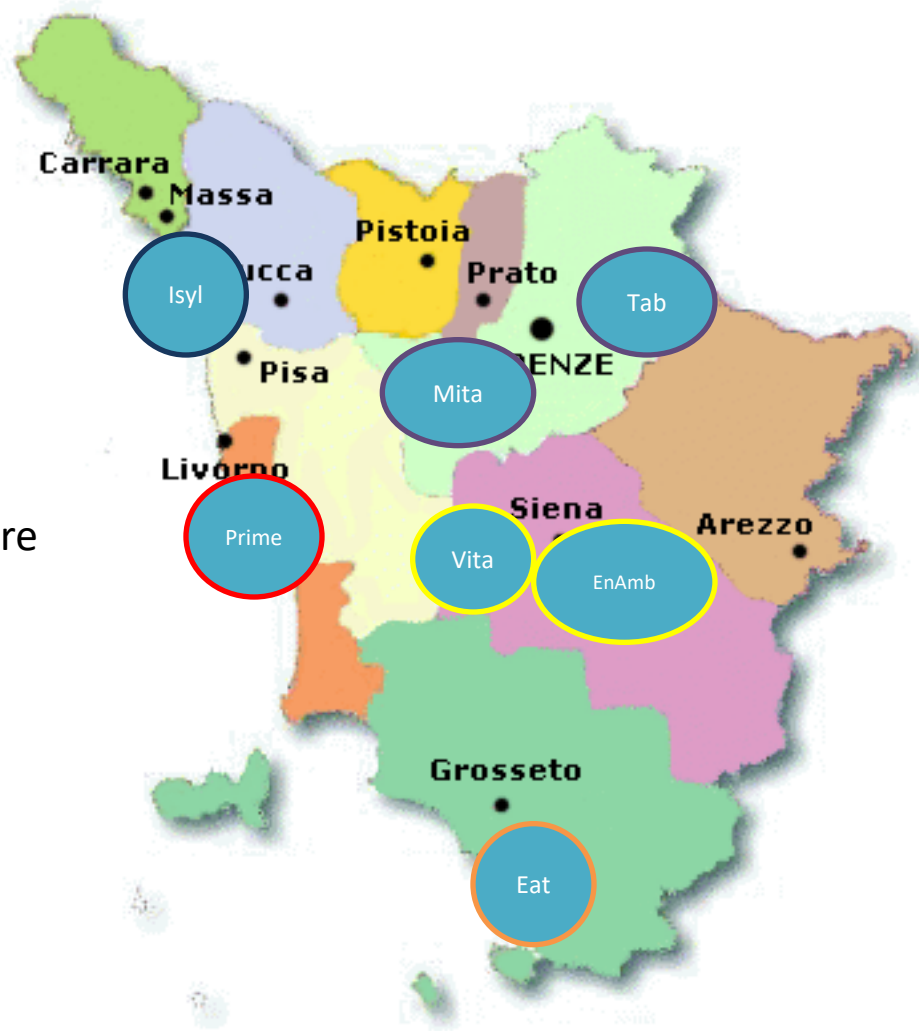 Carrara
Massa
Pistoia
ucca
Isyl
Prato
Tab
ENZE
Pisa
Mita
Livorno
Siena
Arezzo
re
Prime
Vita
EnAmb
Grosseto
Eat